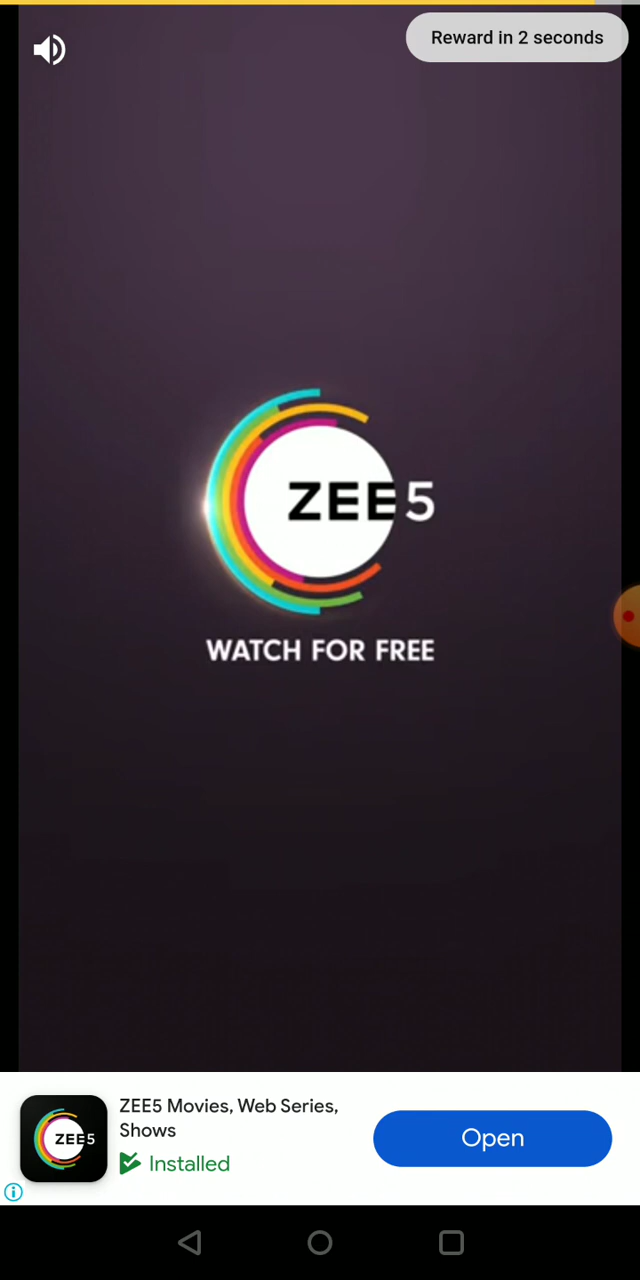 Reward in 2 seconds
ZEE5
WATCH FOR FREE
ZEE5 Movies, Web Series,
Shows
ZEE5
Installed
Open